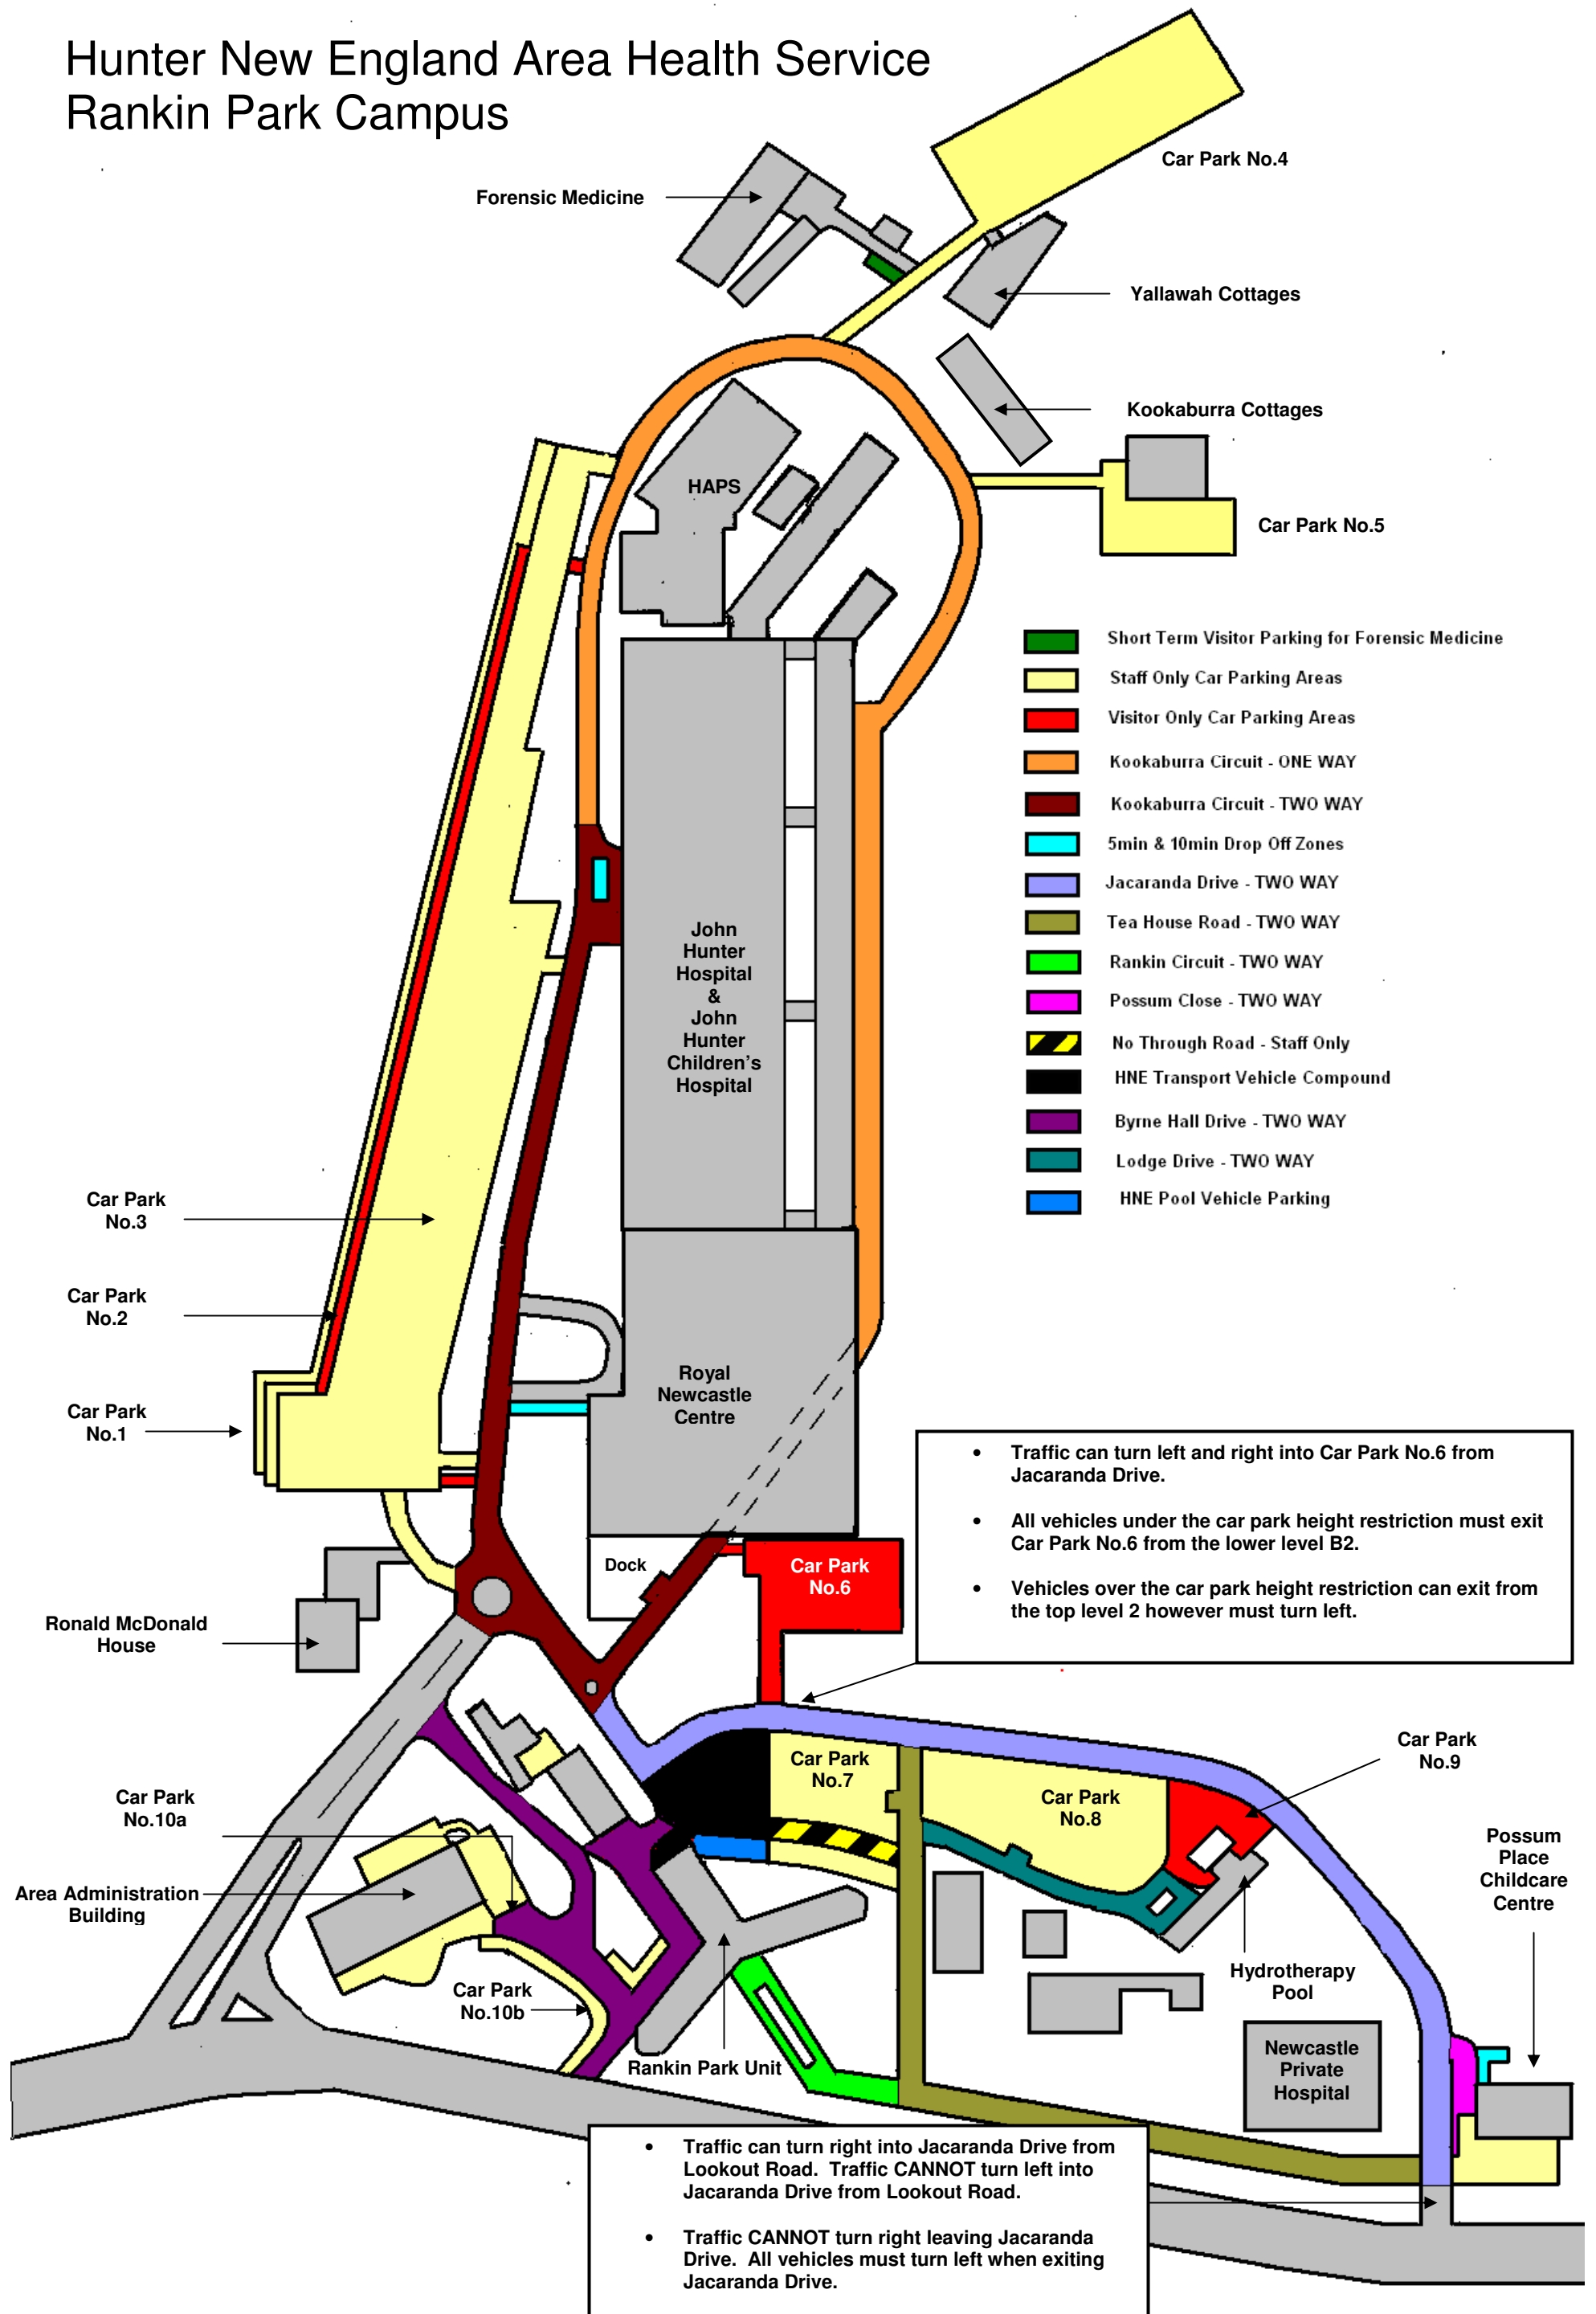 Hunter New England Area Health Service
Rankin Park Campus
Car Park No.4
Forensic Medicine
Yallawah Cottages
Kookaburra Cottages
HAPS
Car Park No.5
Short Term Visitor Parking for Forensic Medicine
Staff Only Car Parking Areas
Visitor Only Car Parking Areas
Kookaburra Circuit - ONE WAY
Kookaburra Circuit - TWO WAY
5min & 10min Drop Off Zones
Jacaranda Drive - TWO WAY
Tea House Road - TWO WAY
Rankin Circuit - TWO WAY
Possum Close - TWO WAY
No Through Road - Staff Only
HNE Transport Vehicle Compound
Byrne Hall Drive - TWO WAY
Lodge Drive - TWO WAY
HNE Pool Vehicle Parking
John
Hunter
Hospital
&
John
Hunter
Children's
Hospital
Car Park
No.3
Car Park
No.2
Car Park
No.1
Royal
Newcastle
Centre
• Traffic can turn left and right into Car Park No.6 from
Jacaranda Drive.
• All vehicles under the car park height restriction must exit
Car Park No.6 from the lower level B2.
• Vehicles over the car park height restriction can exit from
the top level 2 however must turn left.
Dock
Car Park
No.6
Ronald McDonald
House
Car Park
No.7
Car Park
No.9
Car Park
No.8
Car Park
No.10a
Possum
Place
Childcare
Centre
Area Administration
Building
Hydrotherapy
Pool
Car Park
No.10b
Rankin Park Unit
Newcastle
Private
Hospital
• Traffic can turn right into Jacaranda Drive from
Lookout Road.  Traffic CANNOT turn left into
Jacaranda Drive from Lookout Road.
• Traffic CANNOT turn right leaving Jacaranda
Drive.  All vehicles must turn left when exiting
Jacaranda Drive.